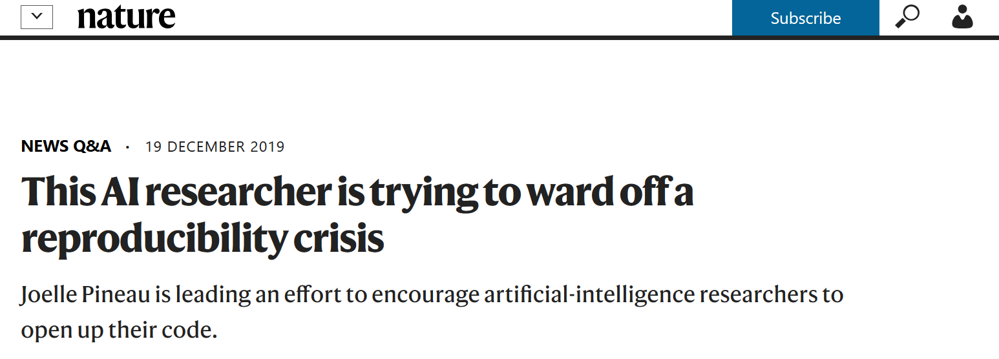 nature
Subscribe
NEWS Q&A · 19 DECEMBER 2019
This AI researcher is trying to ward off a
reproducibility crisis
Joelle Pineau is leading an effort to encourage artificial-intelligence researchers to
open up their code.